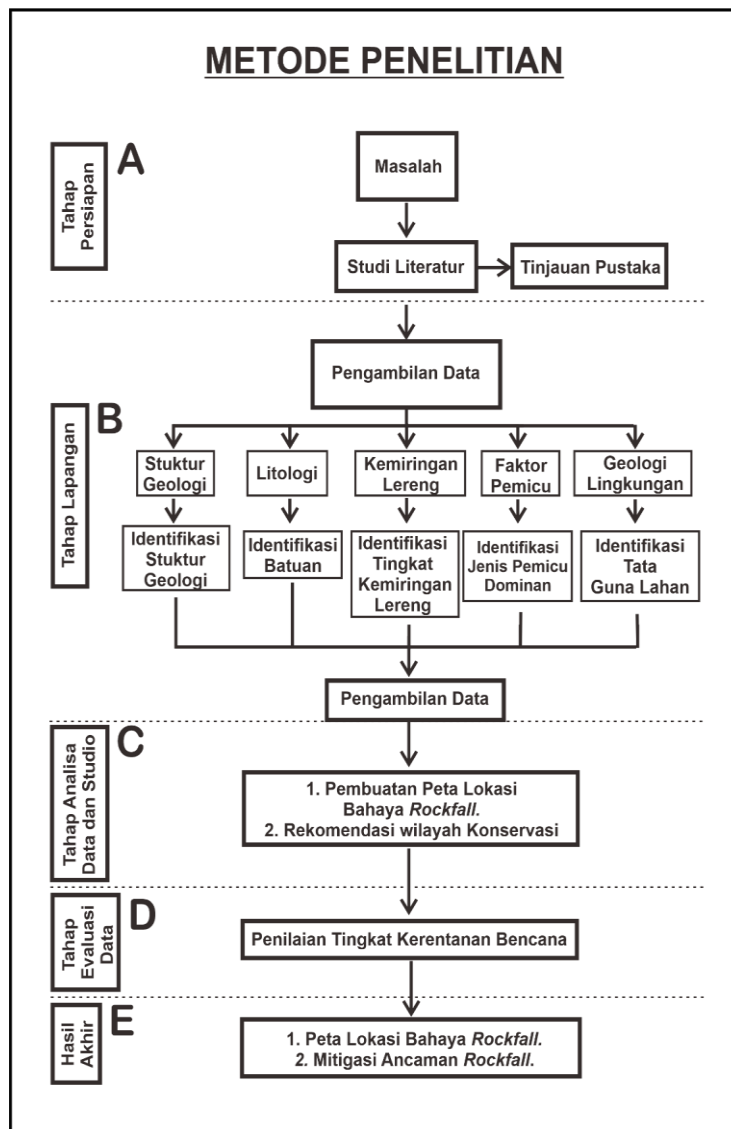 METODE PENELITIAN
Tahap
Persiapan
A
Masalah
Studi Literatur
Tinjauan Pustaka
Tahap Lapangan
B
Pengambilan Data
Stuktur
Geologi
Litologi
Kemiringan
Lereng
Faktor
Pemicu
Geologi
Lingkungan
Identifikasi
Stuktur
Geologi
Identifikasi
Batuan
Identifikasi
Tingkat
Kemiringan
Lereng
Identifikasi
Jenis Pemicu
Dominan
Identifikasi
Tata
Guna Lahan
Pengambilan Data
Tahap Analisa
Data dan Studio
C
1. Pembuatan Peta Lokasi
Bahaya Rockfall.
2. Rekomendasi wilayah Konservasi
Tahap
Evaluasi
Data
D
Penilaian Tingkat Kerentanan Bencana
Hasil
Akhir
E
1. Peta Lokasi Bahaya Rockfall.
2. Mitigasi Ancaman Rockfall.